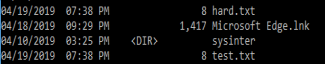 04/19/2019 07:38 PM 8 hard.txt
04/18/2019 09:29 PM 1,417 Microsoft Edge.lnk
04/10/2019 03:25 PM <DIR> sysinter
04/19/2019 07:38 PM 8 test.txt